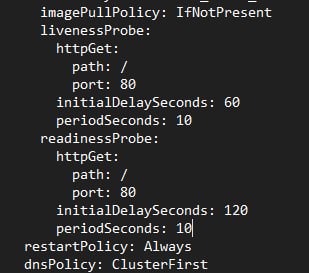 imagePullPolicy: IfNotPresent
livenessProbe:
httpGet:
path: /
port: 80
initialDelaySeconds: 60
periodSeconds: 10
readinessProbe:
httpGet:
path: /
port: 80
initialDelaySeconds: 120
periodSeconds: 10
restartPolicy: Always
dnsPolicy: ClusterFirst